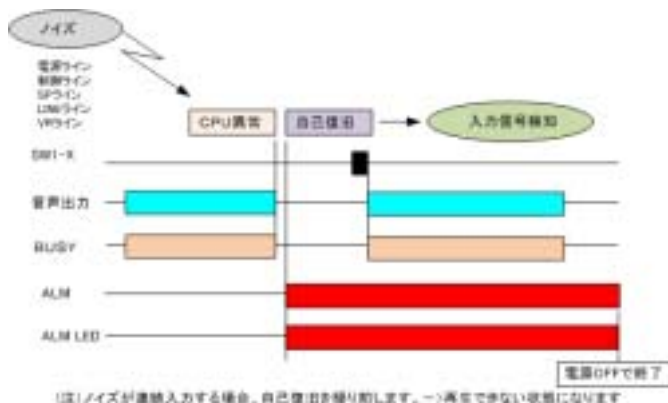 ノイズ
電源ライン
制御ライン
SPライン
LINEライン
VRライン
CPU異常
自己復旧
入力信号検知
SW1-X
音声出力
BUSY
ALM
ALM LED
電源OFFで終了
(注)ノイズが連続入力する場合、自己復旧を繰り返します。->再生できない状態になります